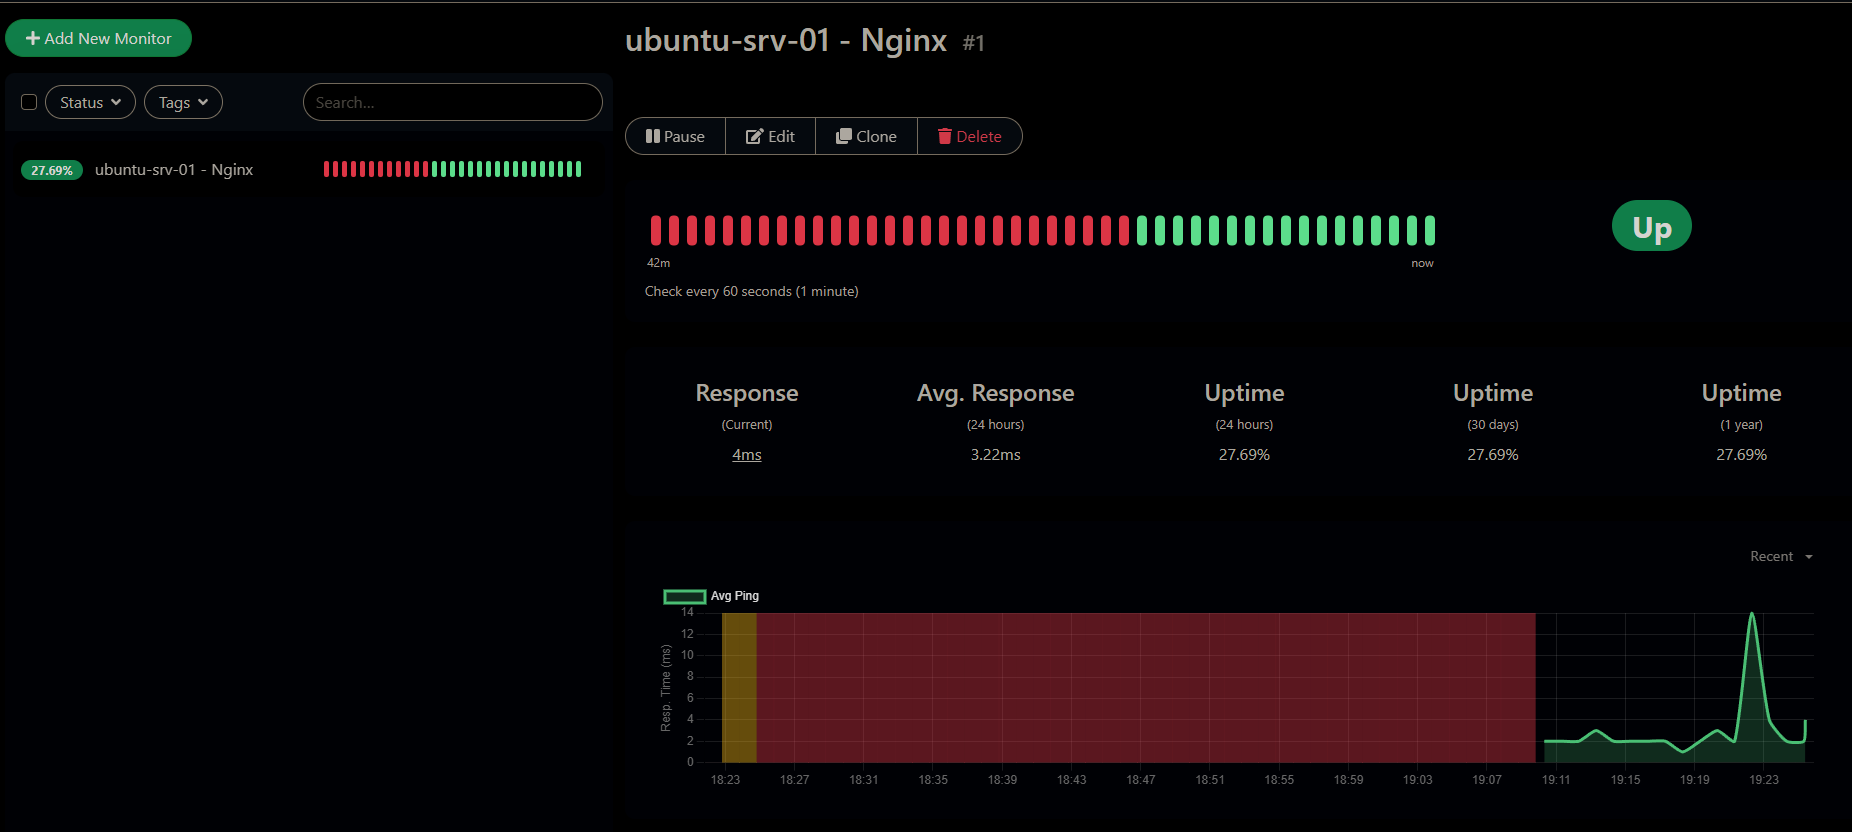 Add New Monitor
Status
Tags
Search...
27.69%
ubuntu-srv-01 - Nginx
ubuntu-srv-01 - Nginx #1
Pause
Edit
Clone
Delete
42m
now
Check every 60 seconds (1 minute)
Up
Response
(Current)
4ms
Avg. Response
(24 hours)
3.22ms
Uptime
(24 hours)
27.69%
Uptime
(30 days)
27.69%
Uptime
(1 year)
27.69%
Recent
Avg Ping
Resp. Time (ms)
14
12
10
8
6
4
2
0
18:23 18:27 18:31 18:35 18:39 18:43 18:47 18:51 18:55 18:59 19:03 19:07 19:11 19:15 19:19 19:23